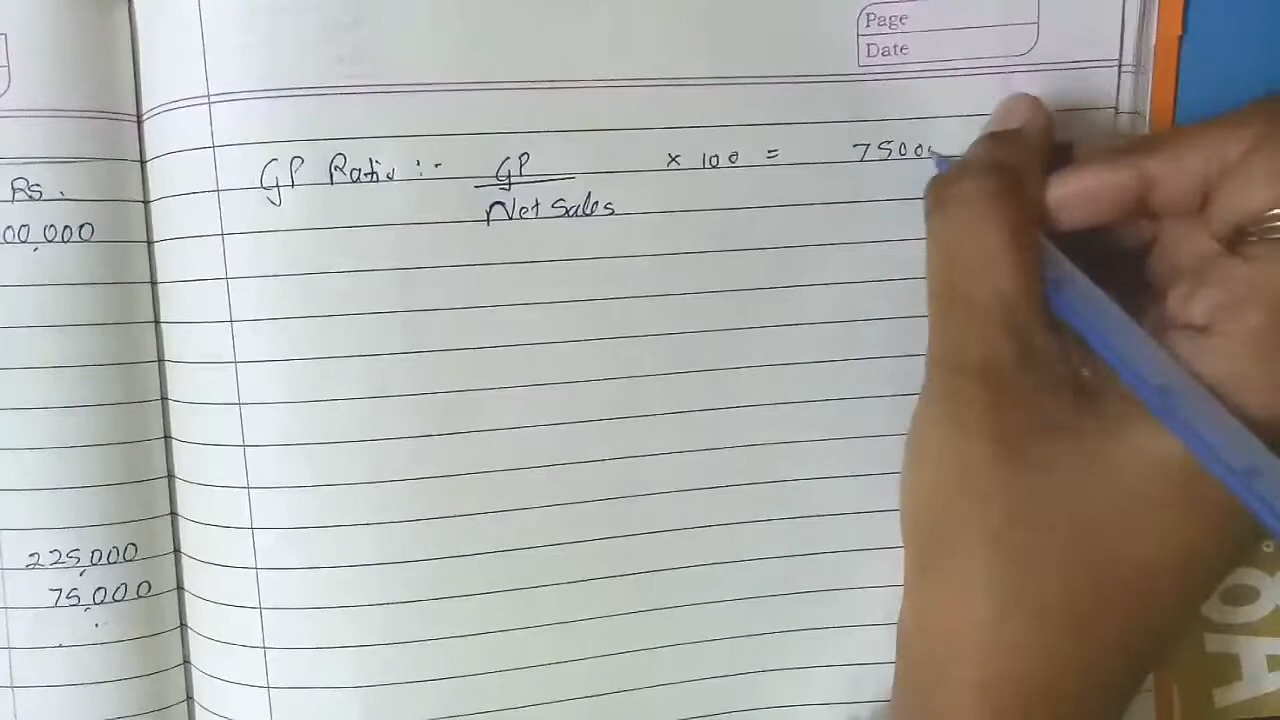 Page
Date
Rs.
00,000
225,000
75,000
GP Ratio :- GP × 100 = 7500
Net Sales